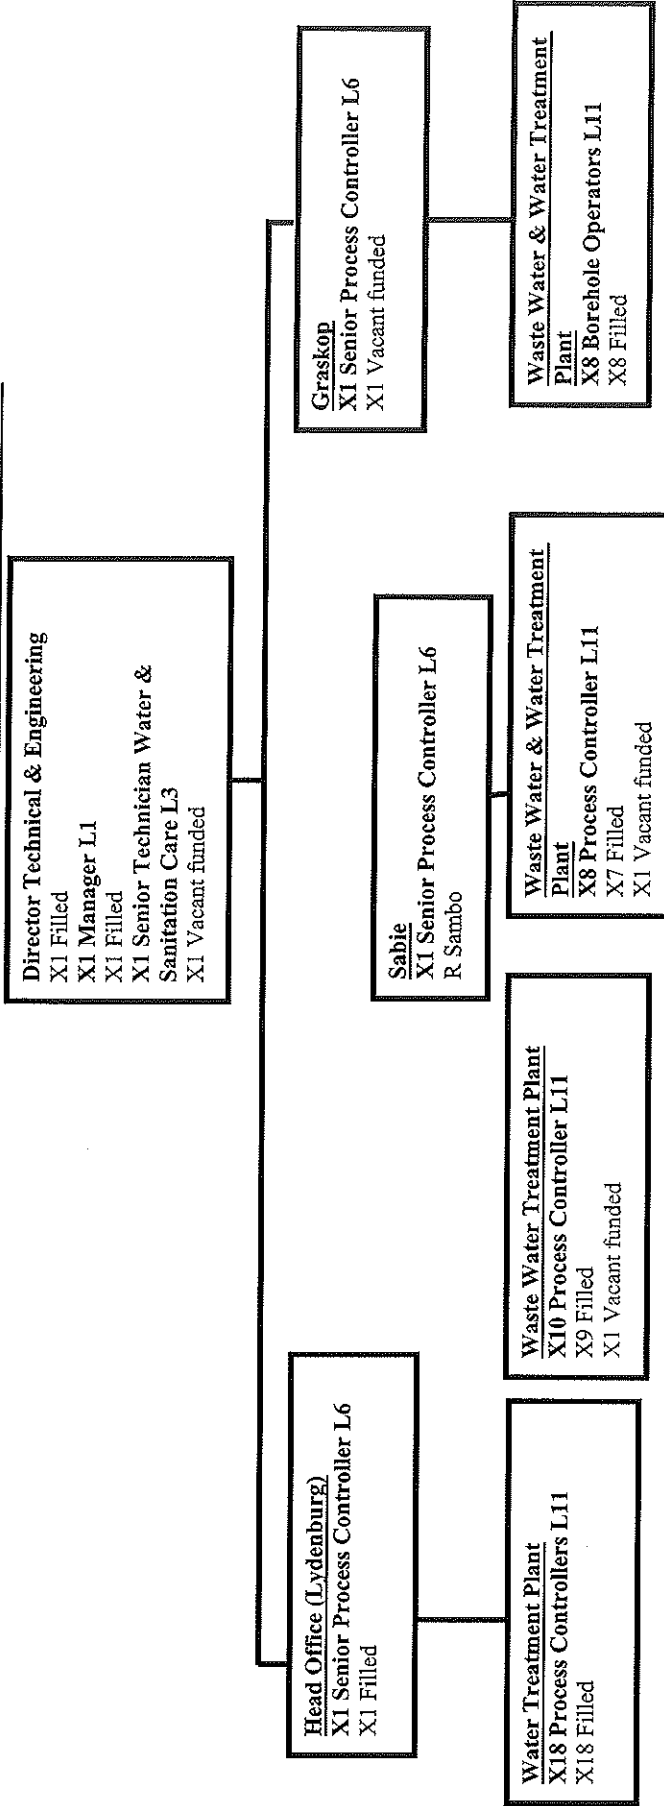 Director Technical & Engineering
X1 Filled
X1 Manager L1
X1 Filled
X1 Senior Technician Water &
Sanitation Care L3
X1 Vacant funded
Head Office (Lydenburg)
X1 Senior Process Controller L6
X1 Filled
Sabie
X1 Senior Process Controller L6
R Sambo
Graskop
X1 Senior Process Controller L6
X1 Vacant funded
Water Treatment Plant
X18 Process Controllers L11
X18 Filled
Waste Water Treatment Plant
X10 Process Controller L11
X9 Filled
X1 Vacant funded
Waste Water & Water Treatment
Plant
X8 Process Controller L11
X7 Filled
X1 Vacant funded
Waste Water & Water Treatment
Plant
X8 Borehole Operators L11
X8 Filled